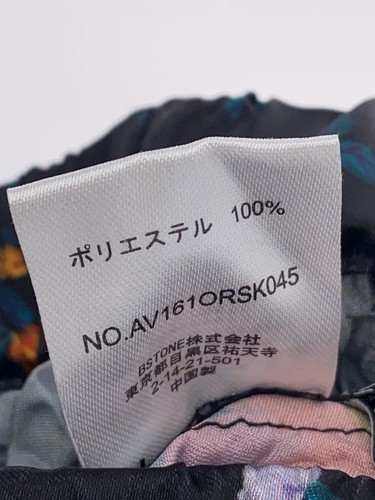 ポリエステル 100%
NO.AV161ORSK045
BSTONE株式会社
東京都目黒区祐天寺
2-14-21-501
中国製